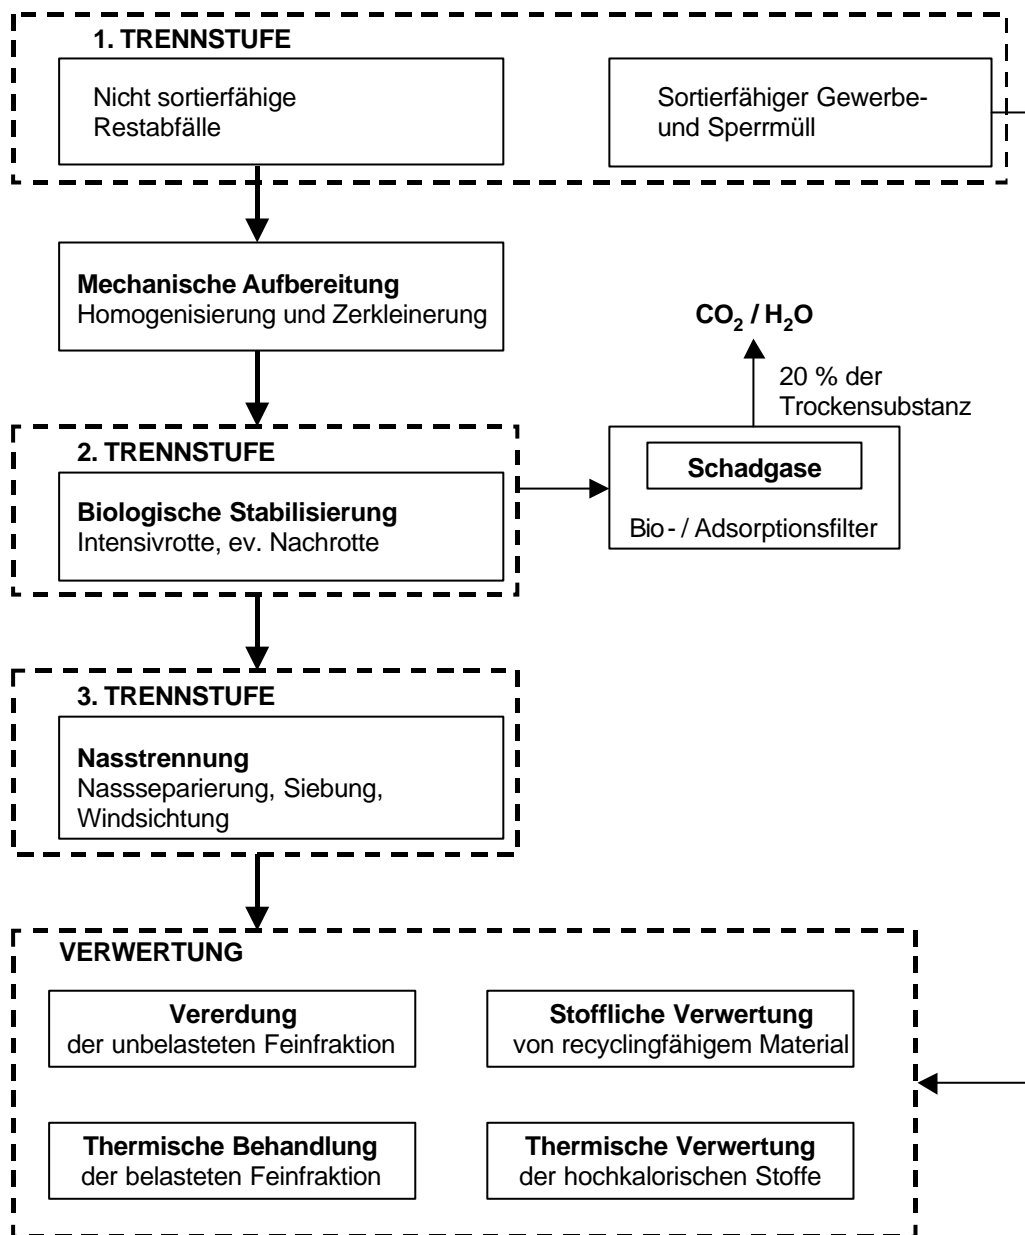 1. TRENNSTUFE
Nicht sortierfähige
Restabfälle
Sortierfähiger Gewerbe-
und Sperrmüll
Mechanische Aufbereitung
Homogenisierung und Zerkleinerung
CO₂ / H₂O
20 % der
Trockensubstanz
2. TRENNSTUFE
Biologische Stabilisierung
Intensivrotte, ev. Nachrotte
Schadgase
Bio- / Adsorptionsfilter
3. TRENNSTUFE
Nasstrennung
Nassseparierung, Siebung,
Windsichtung
VERWERTUNG
Vererdung
der unbelasteten Feinfraktion
Stoffliche Verwertung
von recyclingfähigem Material
Thermische Behandlung
der belasteten Feinfraktion
Thermische Verwertung
der hochkalorischen Stoffe